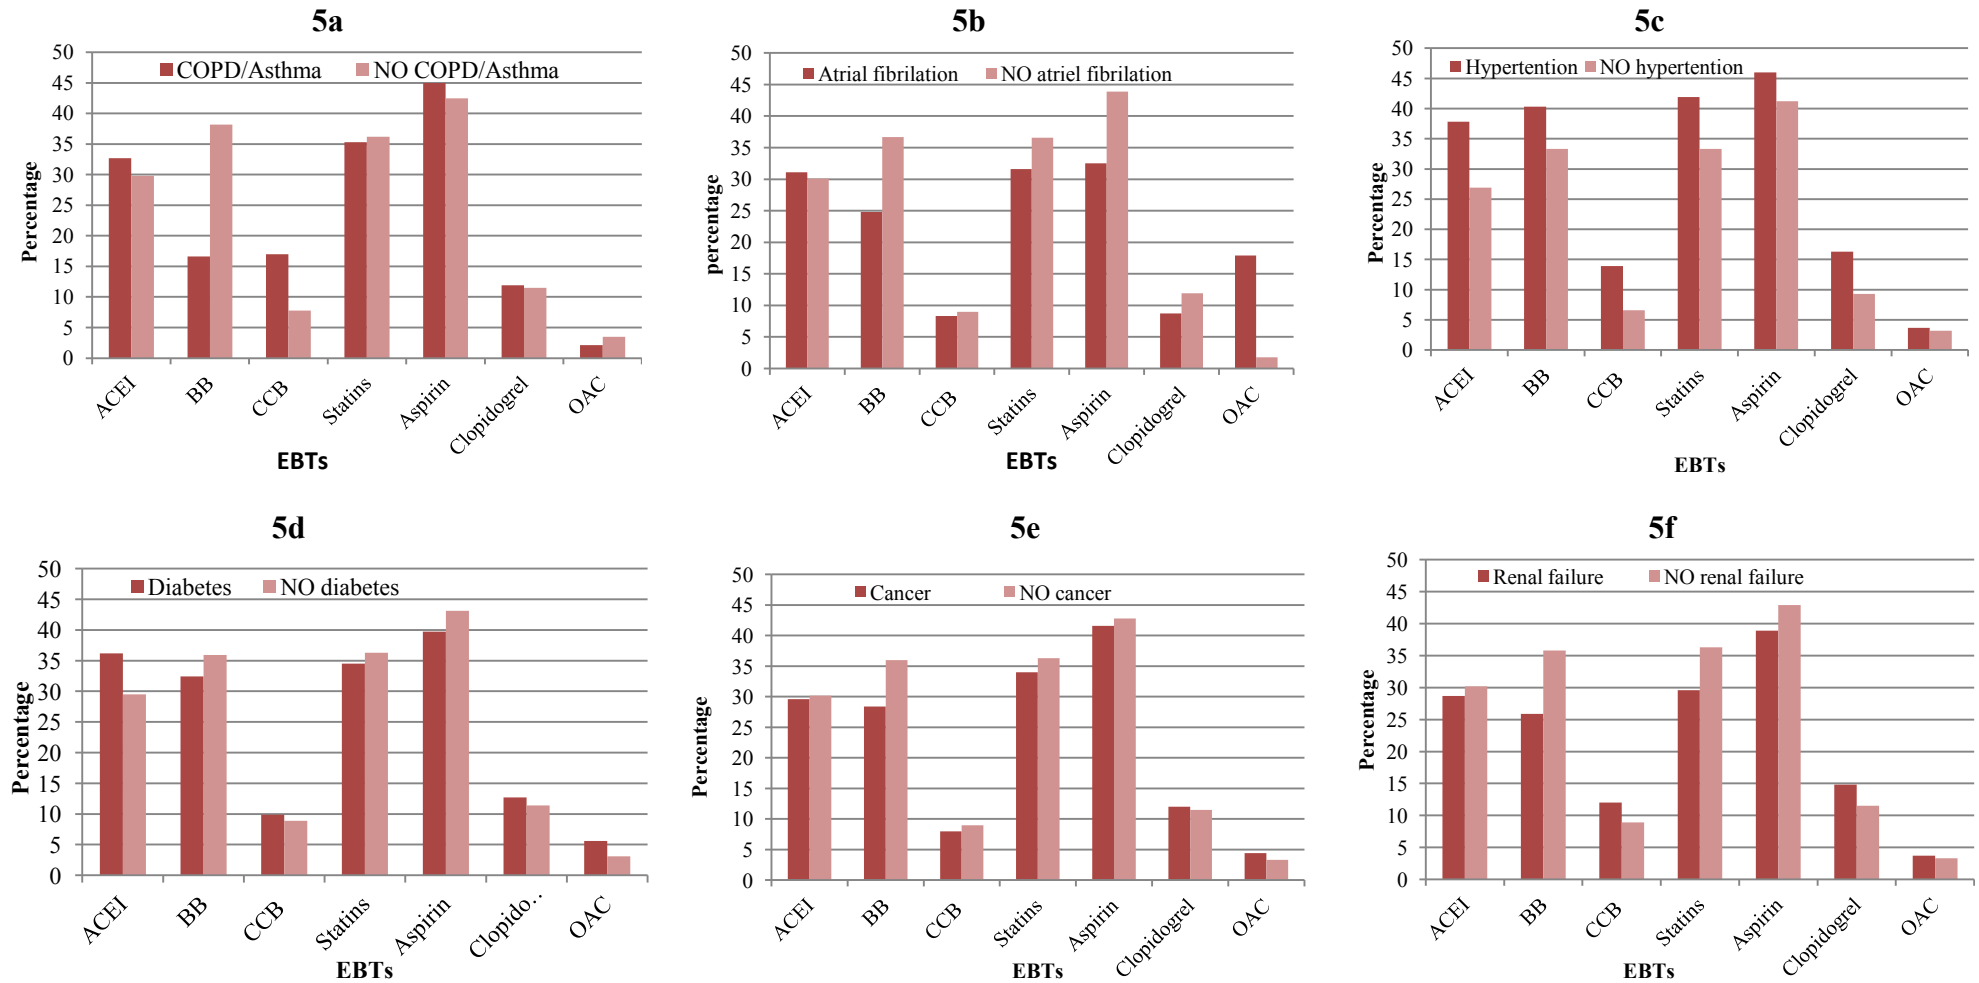 5a
COPD/Asthma NO COPD/Asthma
50
45
40
35
30
25
20
15
10
5
0
Percentage
ACEI BB CCB Statins Aspirin Clopidogrel OAC
EBTs
5b
Atrial fibrilation NO atriel fibrilation
50
45
40
35
30
25
20
15
10
5
0
percentage
ACEI BB CCB Statins Aspirin Clopidogrel OAC
EBTs
5c
Hypertention NO hypertention
50
45
40
35
30
25
20
15
10
5
0
Percentage
ACEI BB CCB Statins Aspirin Clopidogrel OAC
EBTs
5d
Diabetes NO diabetes
50
45
40
35
30
25
20
15
10
5
0
Percentage
ACEI BB CCB Statins Aspirin Clopido… OAC
EBTs
5e
Cancer NO cancer
50
45
40
35
30
25
20
15
10
5
0
Percentage
ACEI BB CCB Statins Aspirin Clopidogrel OAC
EBTs
5f
Renal failure NO renal failure
50
45
40
35
30
25
20
15
10
5
0
Percentage
ACEI BB CCB Statins Aspirin Clopidogrel OAC
EBTs